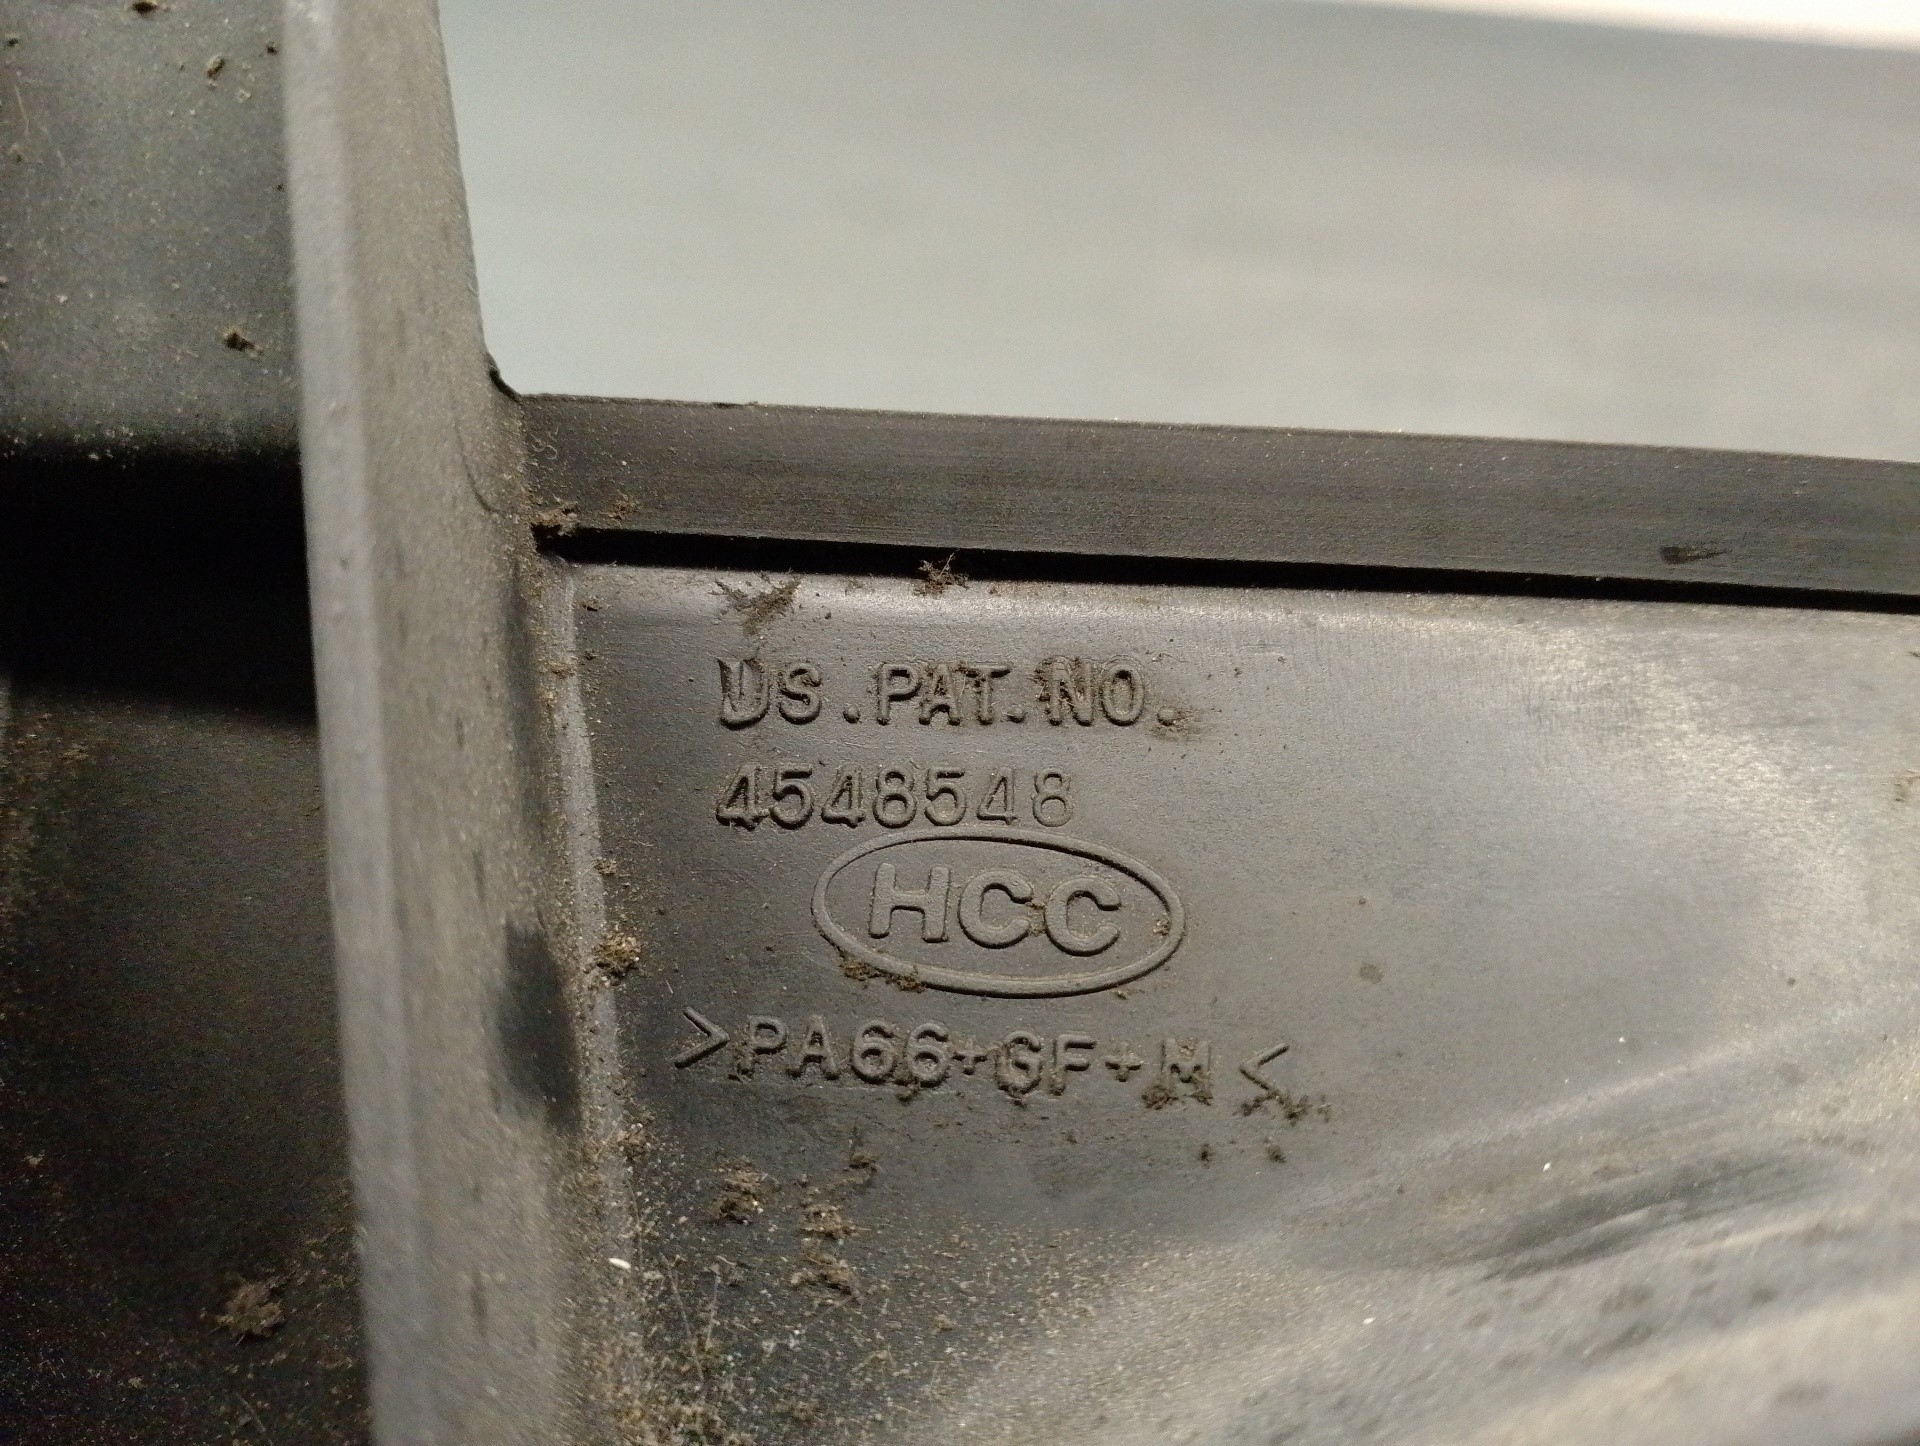 US.PAT.NO.
4548548
HCC
>PA66+GF+M<